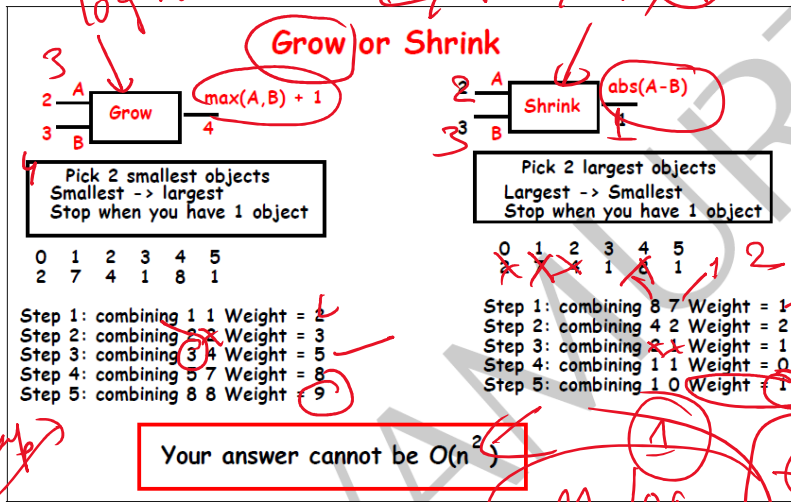 Grow or Shrink
3
2 A
Grow
max(A,B) + 1
3 B
4
2 A
2
Shrink
abs(A-B)
3 B
3
1
4
Pick 2 smallest objects
Smallest -> largest
Stop when you have 1 object
Pick 2 largest objects
Largest -> Smallest
Stop when you have 1 object
0 1 2 3 4 5
2 7 4 1 8 1
0 1 2 3 4 5
2 7 4 1 8 1
1 2
Step 1: combining 1 1 Weight = 2
Step 2: combining 2 2 Weight = 3
Step 3: combining 3 4 Weight = 5
Step 4: combining 5 7 Weight = 8
Step 5: combining 8 8 Weight = 9
Step 1: combining 8 7 Weight = 1
Step 2: combining 4 2 Weight = 2
Step 3: combining 2 1 Weight = 1
Step 4: combining 1 1 Weight = 0
Step 5: combining 1 0 Weight = 1
Your answer cannot be O(n²)
1